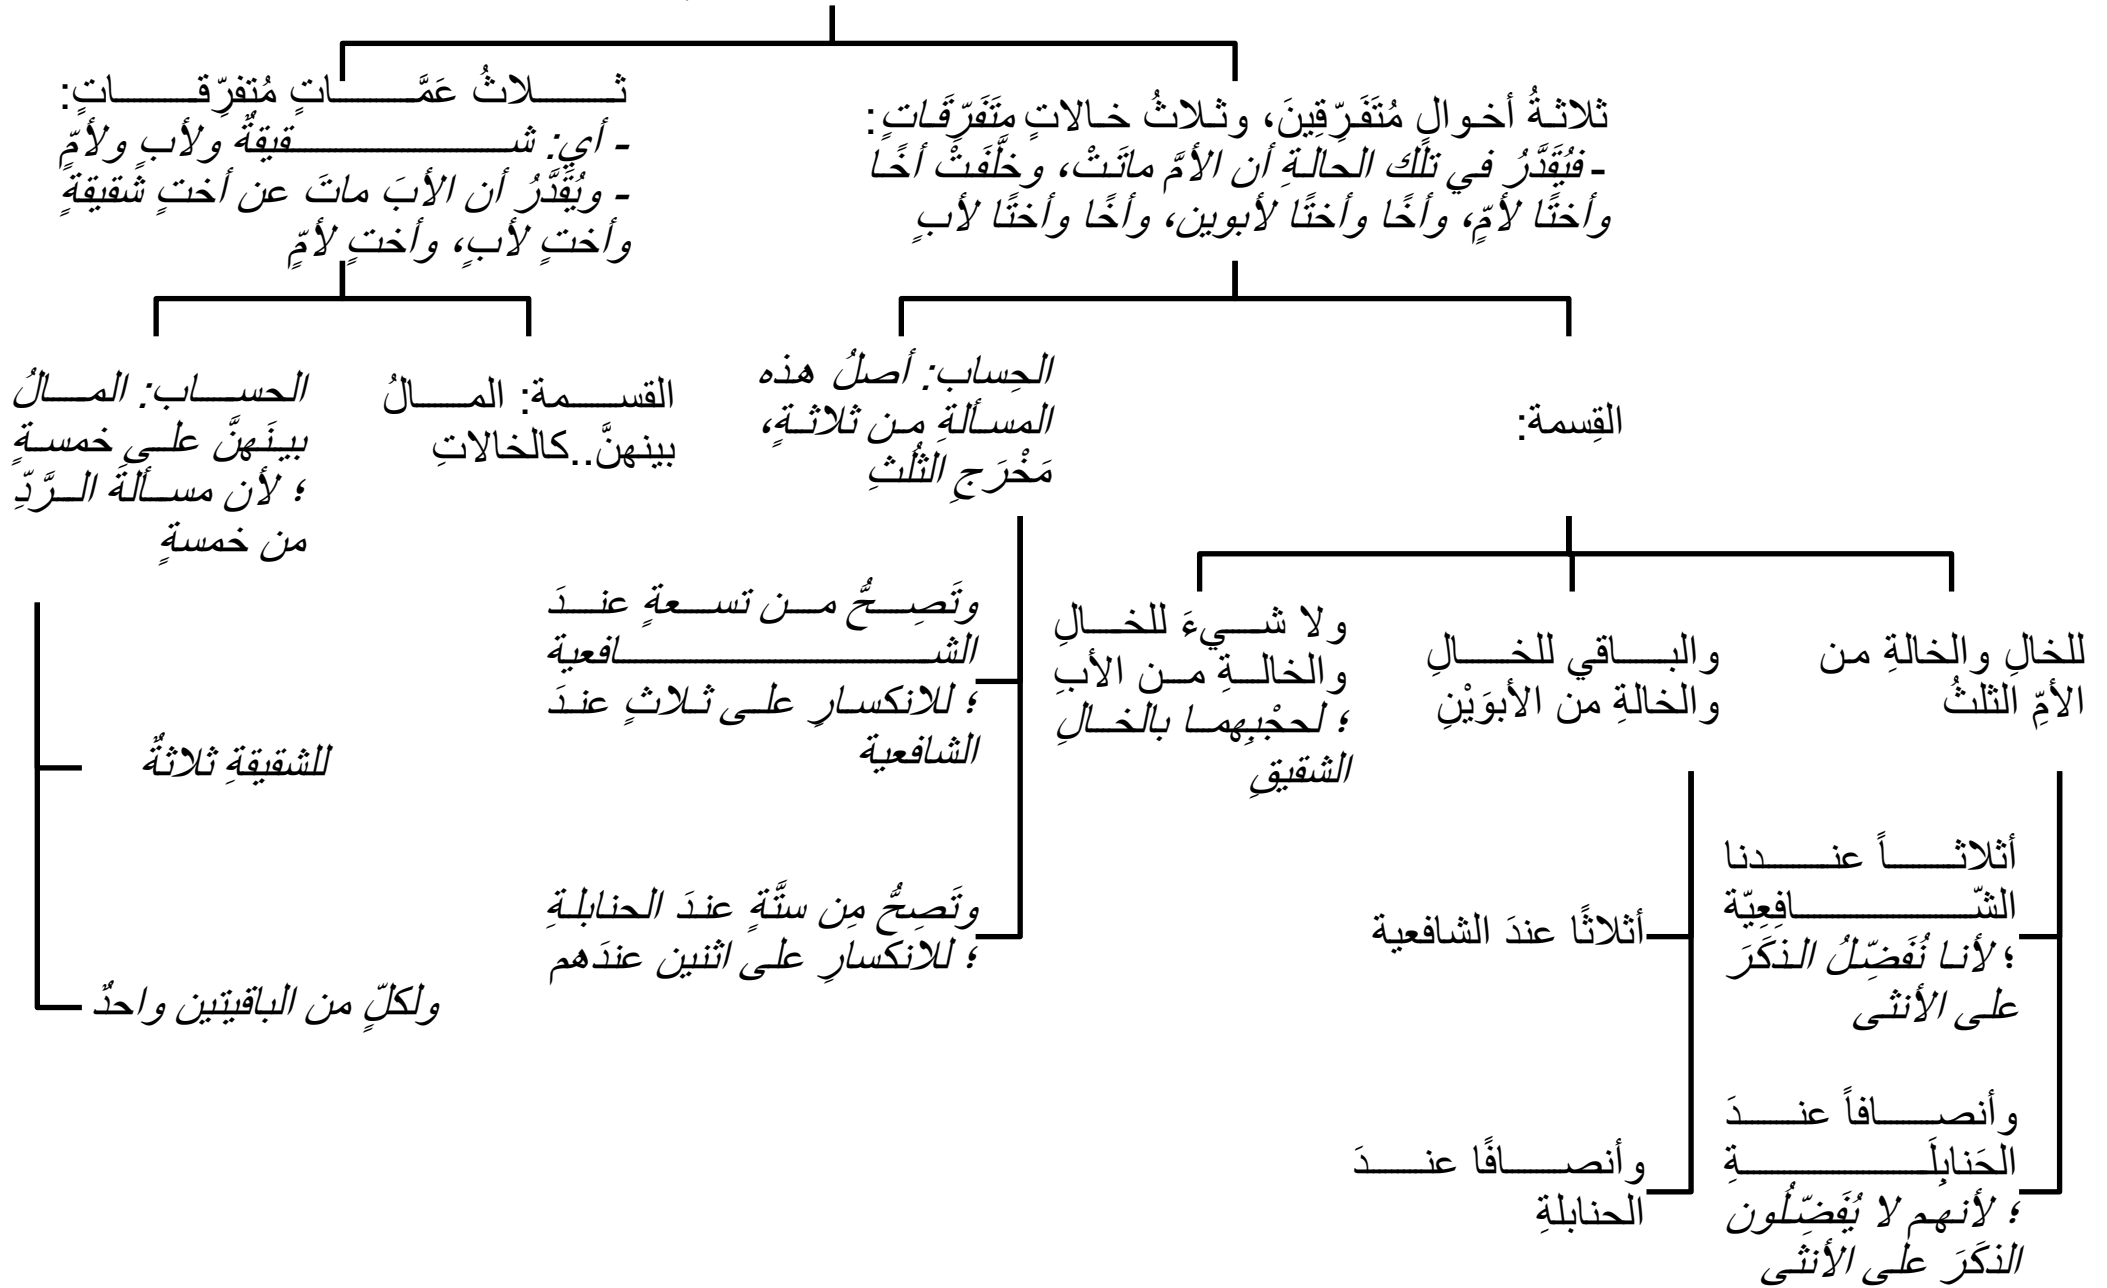 ثلاثةُ أخوالٍ مُتَفَرِّقِينَ، وثلاثُ خالاتٍ متَفَرِّقَاتٍ:
- فيُقَدَّرُ في تلك الحالةِ أن الأمَّ ماتَتْ، وخلَّفَتْ أخًا
وأختًا لأمٍّ، وأخًا وأختًا لأبوين، وأخًا وأختًا لأبٍ
القِسمة:
للخالِ والخالةِ من
الأمِّ الثلثُ
أثلاثاً عندنا
الشّافِعِيّة
؛ لأنا نُفَضِّلُ الذكَرَ
على الأنثى
وأنصافاً عندَ
الحَنابِلَةِ
؛ لأنهم لا يُفَضِّلُون
الذكَرَ على الأنثى
والباقي للخالِ
والخالةِ من الأبوَيْنِ
أثلاثًا عندَ الشافعية
وأنصافًا عندَ
الحنابلةِ
ولا شيءَ للخالِ
والخالةِ من الأبِ
؛ لحجْبِهما بالخالِ
الشقيقِ
الحِساب: أصلُ هذه
المسألةِ من ثلاثةٍ،
مَخْرَجِ الثُلُثِ
وتَصِحُّ من تسعةٍ عندَ
الشافعية
؛ للانكسارِ على ثلاثٍ عندَ
الشافعية
وتَصِحُّ مِن ستَّةٍ عندَ الحنابلةِ
؛ للانكسارِ على اثنين عندَهم
ثلاثُ عَمَّاتٍ مُتفرِّقاتٍ:
- أي: شقيقةٌ ولأبٍ ولأمٍّ
- ويُقَدَّرُ أن الأبَ ماتَ عن أختٍ شقيقةٍ
وأختٍ لأبٍ، وأختٍ لأمٍّ
القسمة: المالُ
بينهنَّ..كالخالاتِ
الحساب: المالُ
بينَهنَّ على خمسةٍ
؛ لأن مسألةَ الرَّدِّ
من خمسةٍ
للشقيقةِ ثلاثةٌ
ولكلٍّ من الباقيتين واحدٌ